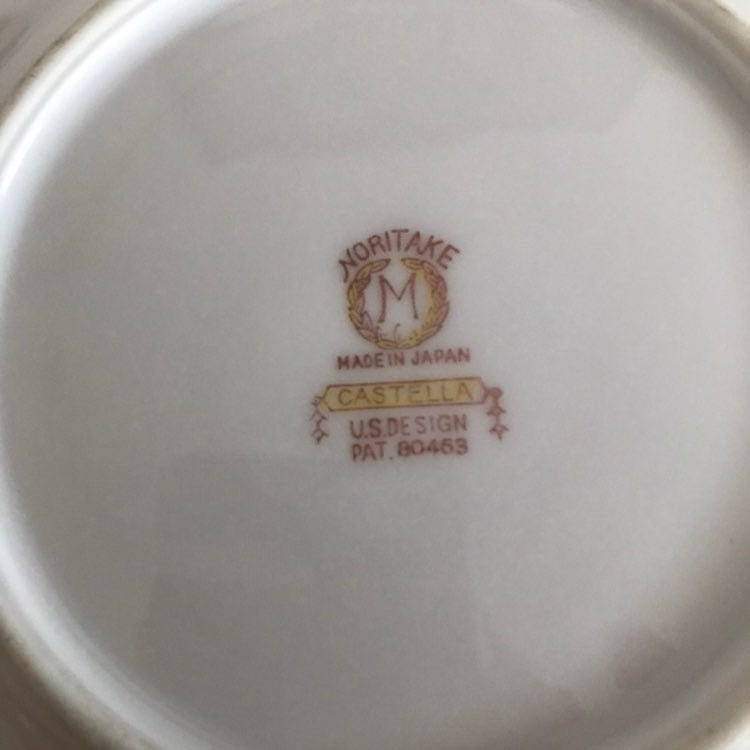 NORITAKE
M
MADE IN JAPAN
CASTELLA
U.S.DESIGN
PAT. 80463